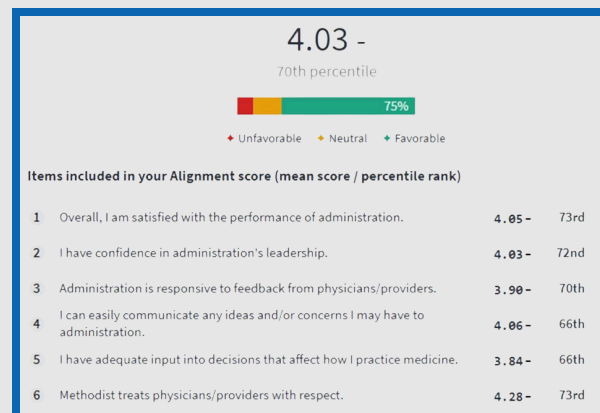 4.03 -
70th percentile
75%
Unfavorable Neutral Favorable
Items included in your Alignment score (mean score / percentile rank)
1 Overall, I am satisfied with the performance of administration. 4.05- 73rd
2 I have confidence in administration's leadership. 4.03- 72nd
3 Administration is responsive to feedback from physicians/providers. 3.90- 70th
4 I can easily communicate any ideas and/or concerns I may have to
administration. 4.06- 66th
5 I have adequate input into decisions that affect how I practice medicine. 3.84- 66th
6 Methodist treats physicians/providers with respect. 4.28- 73rd